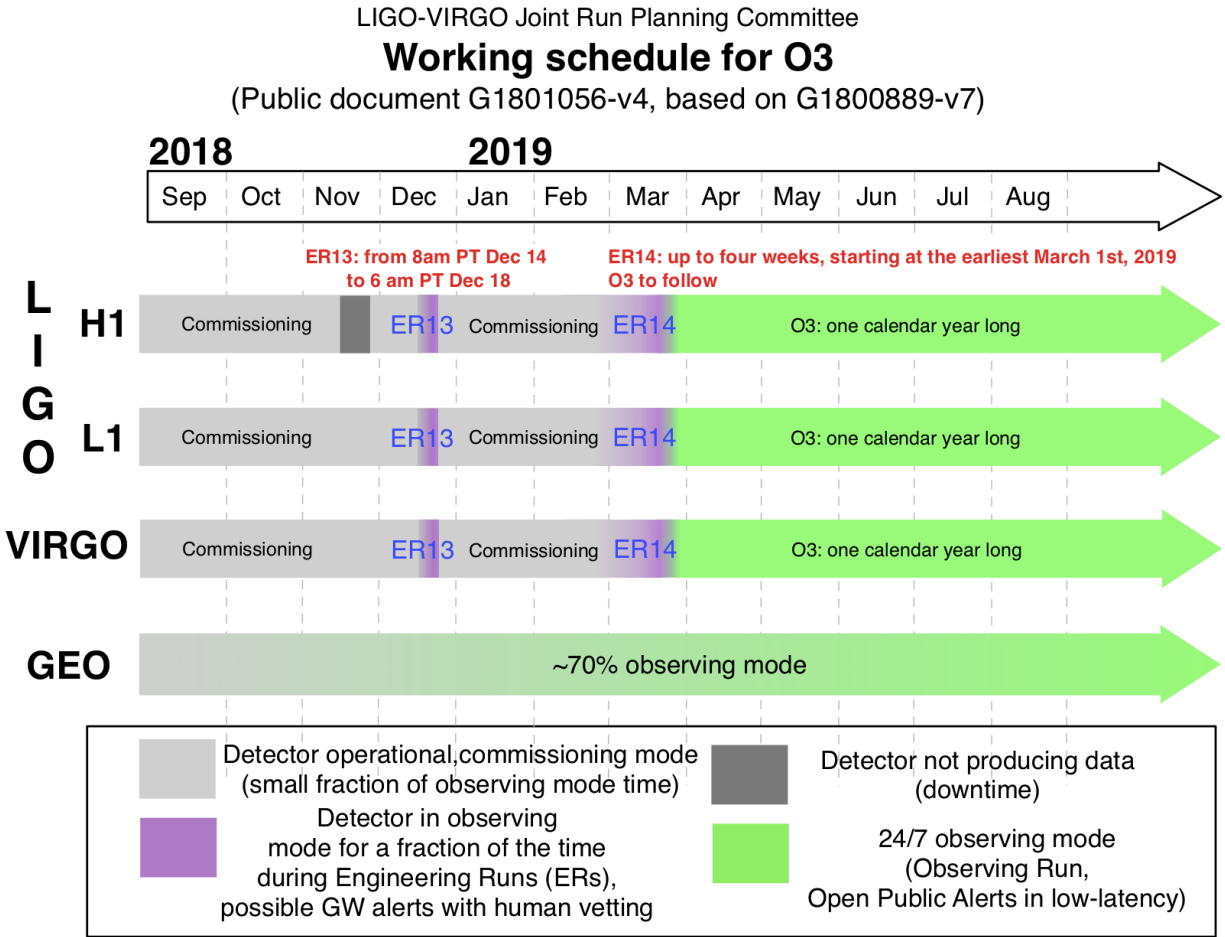 LIGO-VIRGO Joint Run Planning Committee
Working schedule for O3
(Public document G1801056-v4, based on G1800889-v7)
2018 2019
Sep Oct Nov Dec Jan Feb Mar Apr May Jun Jul Aug
ER13: from 8am PT Dec 14
to 6 am PT Dec 18
ER14: up to four weeks, starting at the earliest March 1st, 2019
O3 to follow
LIGO
H1 Commissioning ER13 Commissioning ER14 O3: one calendar year long
L1 Commissioning ER13 Commissioning ER14 O3: one calendar year long
VIRGO Commissioning ER13 Commissioning ER14 O3: one calendar year long
GEO ~70% observing mode
Detector operational,commissioning mode
(small fraction of observing mode time)
Detector not producing data
(downtime)
Detector in observing
mode for a fraction of the time
during Engineering Runs (ERs),
possible GW alerts with human vetting
24/7 observing mode
(Observing Run,
Open Public Alerts in low-latency)